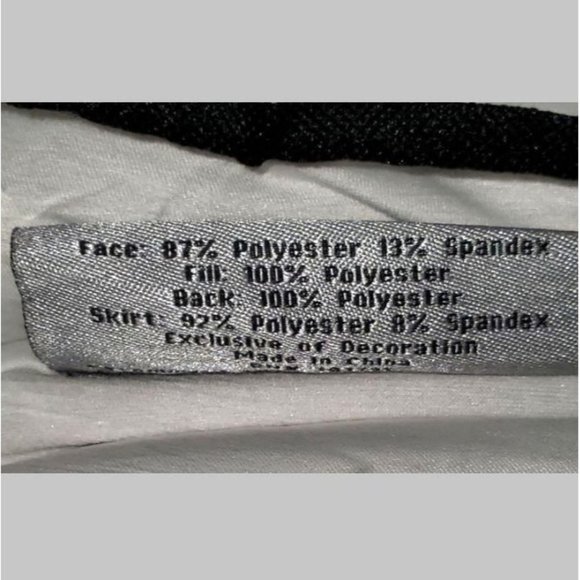 Face: 87% Polyester 13% Spandex
Fill: 100% Polyester
Back: 100% Polyester
Skirt: 92% Polyester 8% Spandex
Exclusive of Decoration
Made in China